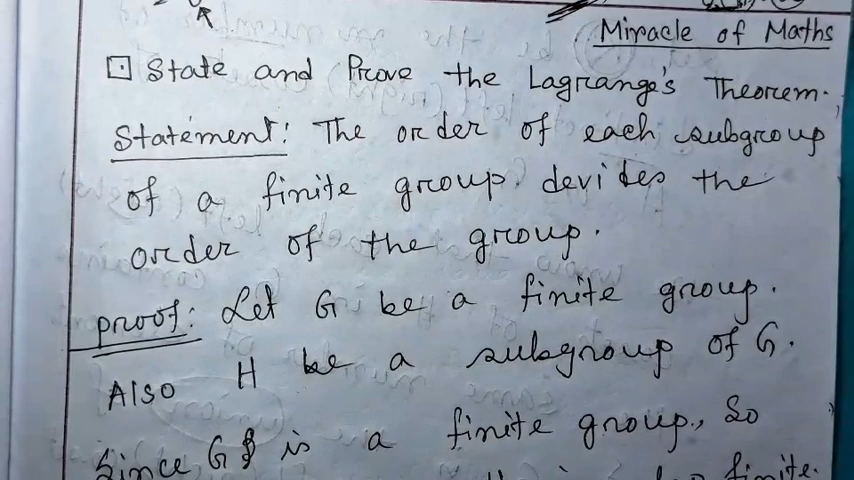 Miracle of Maths
State and Prove the Lagrange's Theorem.
Statement: The order of each subgroup
of a finite group devides the
order of the group.
proof: Let G be a finite group.
Also H be a subgroup of G.
Since G is a finite group, So
finite.